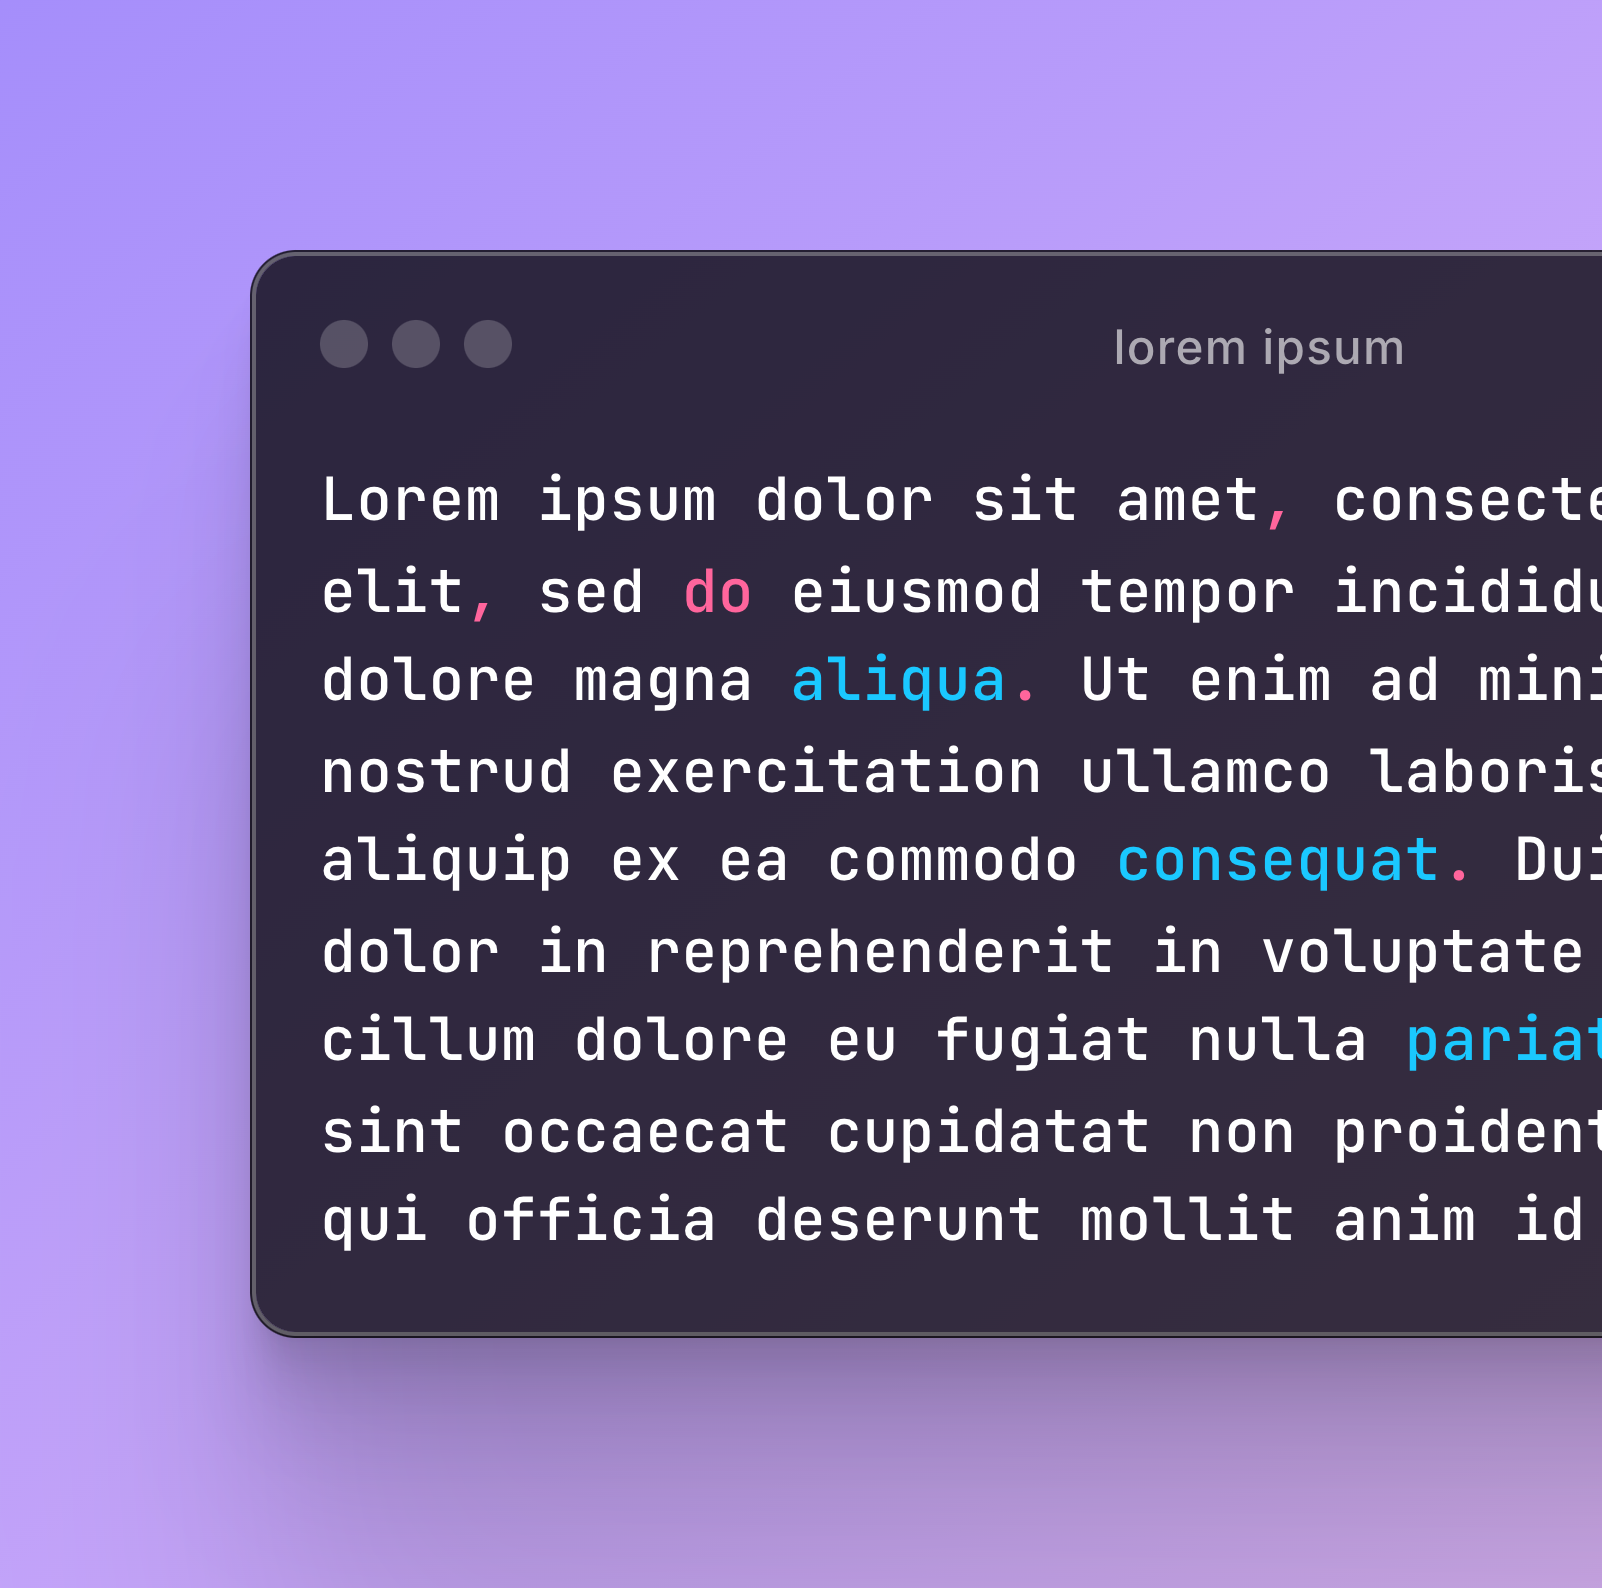 lorem ipsum
Lorem ipsum dolor sit amet, consecte
elit, sed do eiusmod tempor incididu
dolore magna aliqua. Ut enim ad mini
nostrud exercitation ullamco laboris
aliquip ex ea commodo consequat. Dui
dolor in reprehenderit in voluptate
cillum dolore eu fugiat nulla pariat
sint occaecat cupidatat non proident
qui officia deserunt mollit anim id